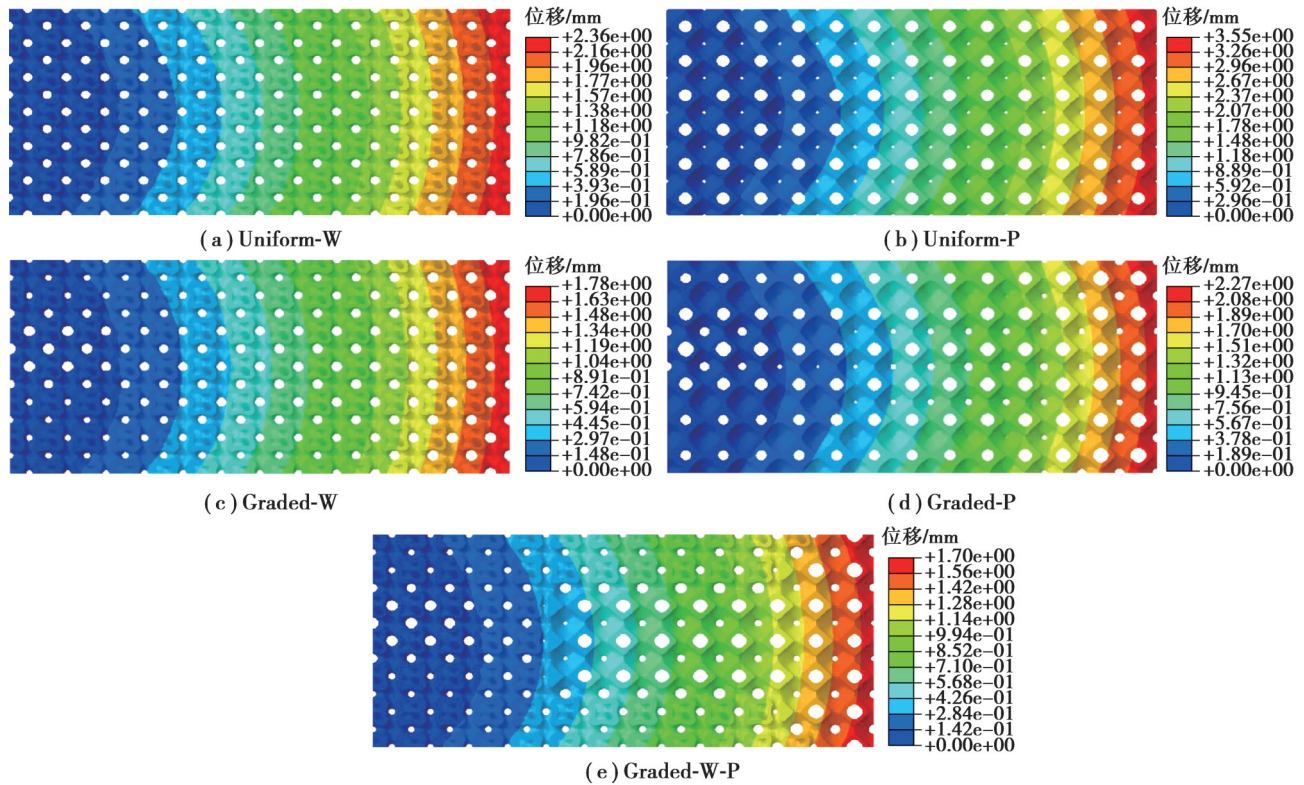 位移/mm
+2.36e+00
+2.16e+00
+1.96e+00
+1.77e+00
+1.57e+00
+1.38e+00
+1.18e+00
+9.82e-01
+7.86e-01
+5.89e-01
+3.93e-01
+1.96e-01
+0.00e+00
(a) Uniform-W
位移/mm
+3.55e+00
+3.26e+00
+2.96e+00
+2.67e+00
+2.37e+00
+2.07e+00
+1.78e+00
+1.48e+00
+1.18e+00
+8.89e-01
+5.92e-01
+2.96e-01
+0.00e+00
(b) Uniform-P
位移/mm
+1.78e+00
+1.63e+00
+1.48e+00
+1.34e+00
+1.19e+00
+1.04e+00
+8.91e-01
+7.42e-01
+5.94e-01
+4.45e-01
+2.97e-01
+1.48e-01
+0.00e+00
(c) Graded-W
位移/mm
+2.27e+00
+2.08e+00
+1.89e+00
+1.70e+00
+1.51e+00
+1.32e+00
+1.13e+00
+9.45e-01
+7.56e-01
+5.67e-01
+3.78e-01
+1.89e-01
+0.00e+00
(d) Graded-P
位移/mm
+1.70e+00
+1.56e+00
+1.42e+00
+1.28e+00
+1.14e+00
+9.94e-01
+8.52e-01
+7.10e-01
+5.68e-01
+4.26e-01
+2.84e-01
+1.42e-01
+0.00e+00
(e) Graded-W-P